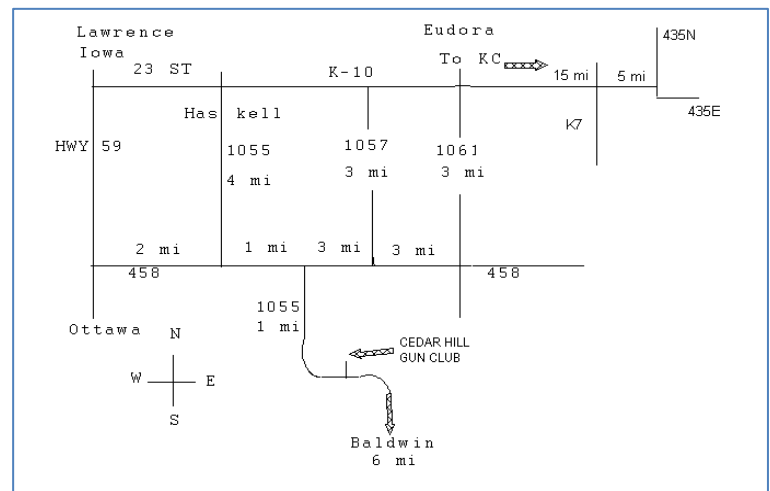 Lawrence
Iowa
23 ST
K-10
Eudora
To KC
435N
15 mi
5 mi
435E
K7
Has kell
HWY 59
1055
4 mi
1057
3 mi
1061
3 mi
2 mi
1 mi
3 mi
3 mi
458
458
1055
1 mi
Ottawa
N
W
E
S
CEDAR HILL
GUN CLUB
Baldwin
6 mi